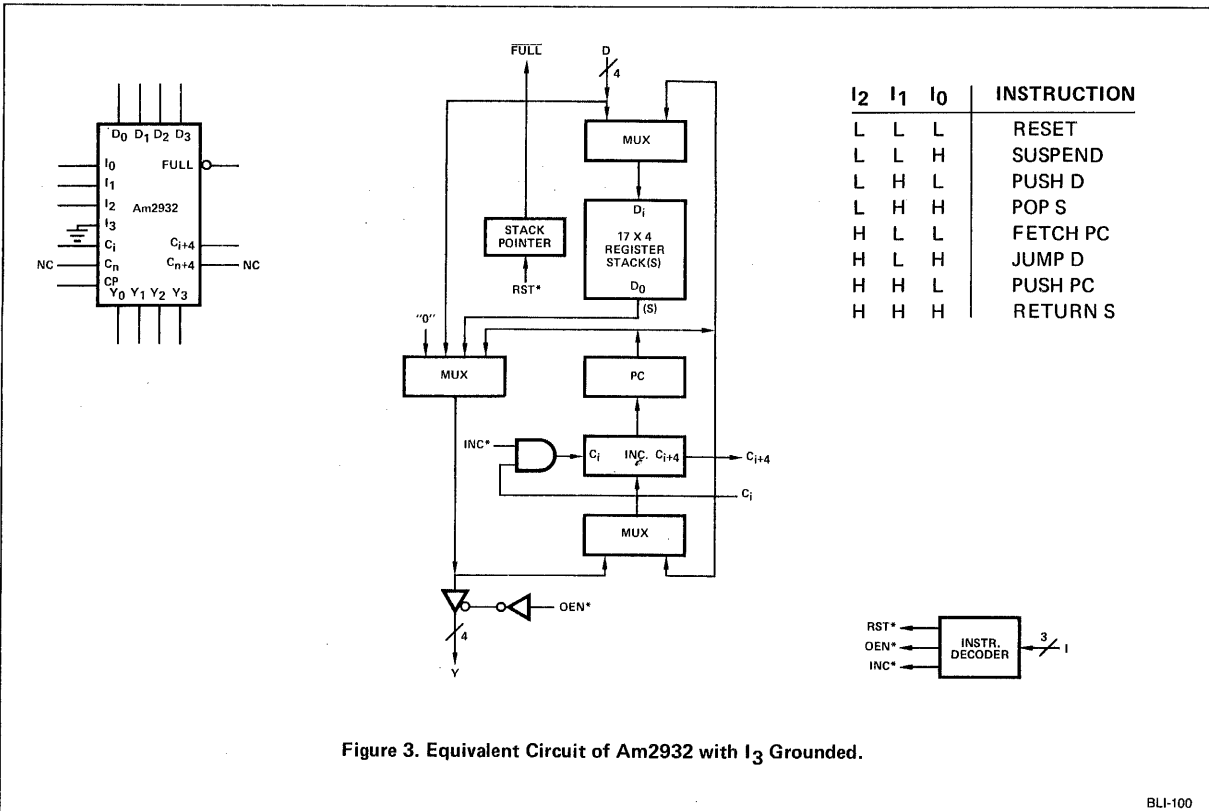 D0 D1 D2 D3
I0 FULL
I1
I2 Am2932
I3
Ci Ci+4
NC Cn Cn+4 NC
CP
Y0 Y1 Y2 Y3
FULL
D
4
MUX
Di
17 X 4
REGISTER
STACK(S)
D0
(S)
STACK
POINTER
RST*
"0"
MUX
PC
INC*
Ci INC. Ci+4
Ci+4
Ci
MUX
OEN*
4
Y
I2 I1 I0 INSTRUCTION
L L L RESET
L L H SUSPEND
L H L PUSH D
L H H POP S
H L L FETCH PC
H L H JUMP D
H H L PUSH PC
H H H RETURN S
RST*
OEN*
INC*
INSTR.
DECODER
3
I
Figure 3. Equivalent Circuit of Am2932 with I3 Grounded.
BLI-100